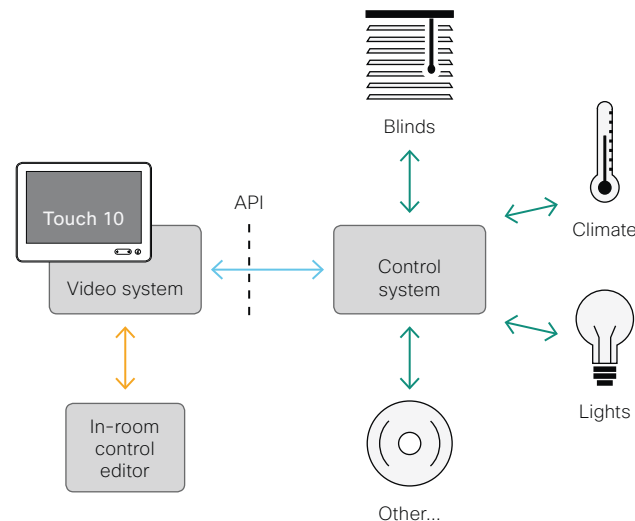 Blinds
Climate
API
Touch 10
Video system
Control
system
Lights
In-room
control
editor
Other...